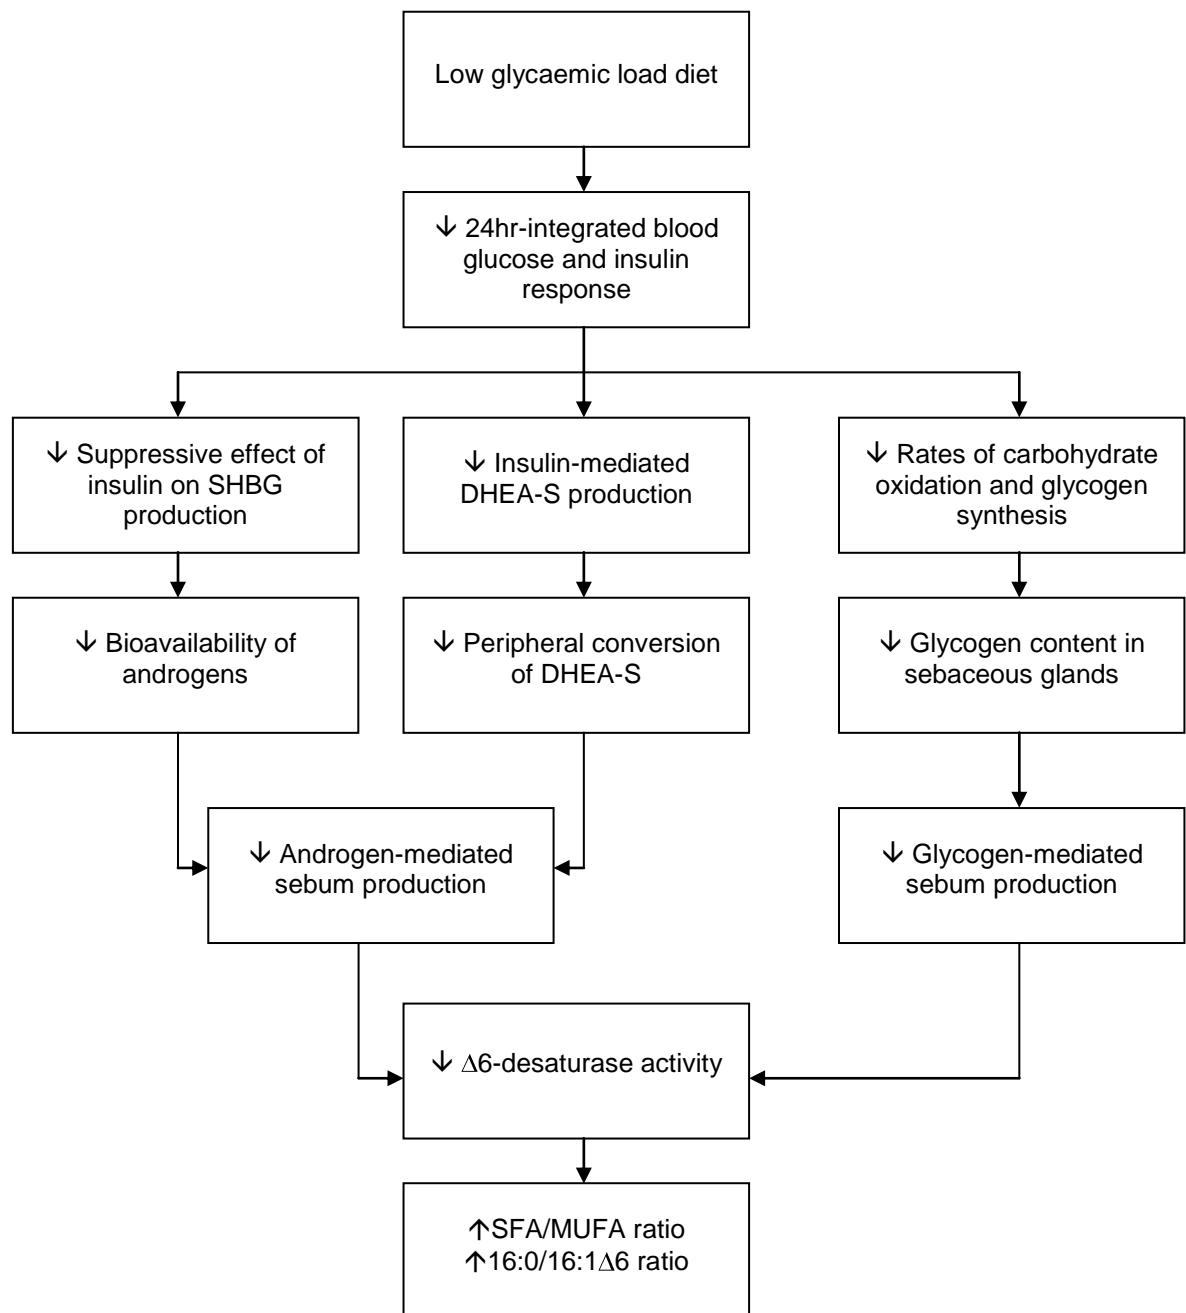 Low glycaemic load diet
↓ 24hr-integrated blood
glucose and insulin
response
↓ Suppressive effect of
insulin on SHBG
production
↓ Insulin-mediated
DHEA-S production
↓ Rates of carbohydrate
oxidation and glycogen
synthesis
↓ Bioavailability of
androgens
↓ Peripheral conversion
of DHEA-S
↓ Glycogen content in
sebaceous glands
↓ Androgen-mediated
sebum production
↓ Glycogen-mediated
sebum production
↓ Δ6-desaturase activity
↑SFA/MUFA ratio
↑16:0/16:1Δ6 ratio